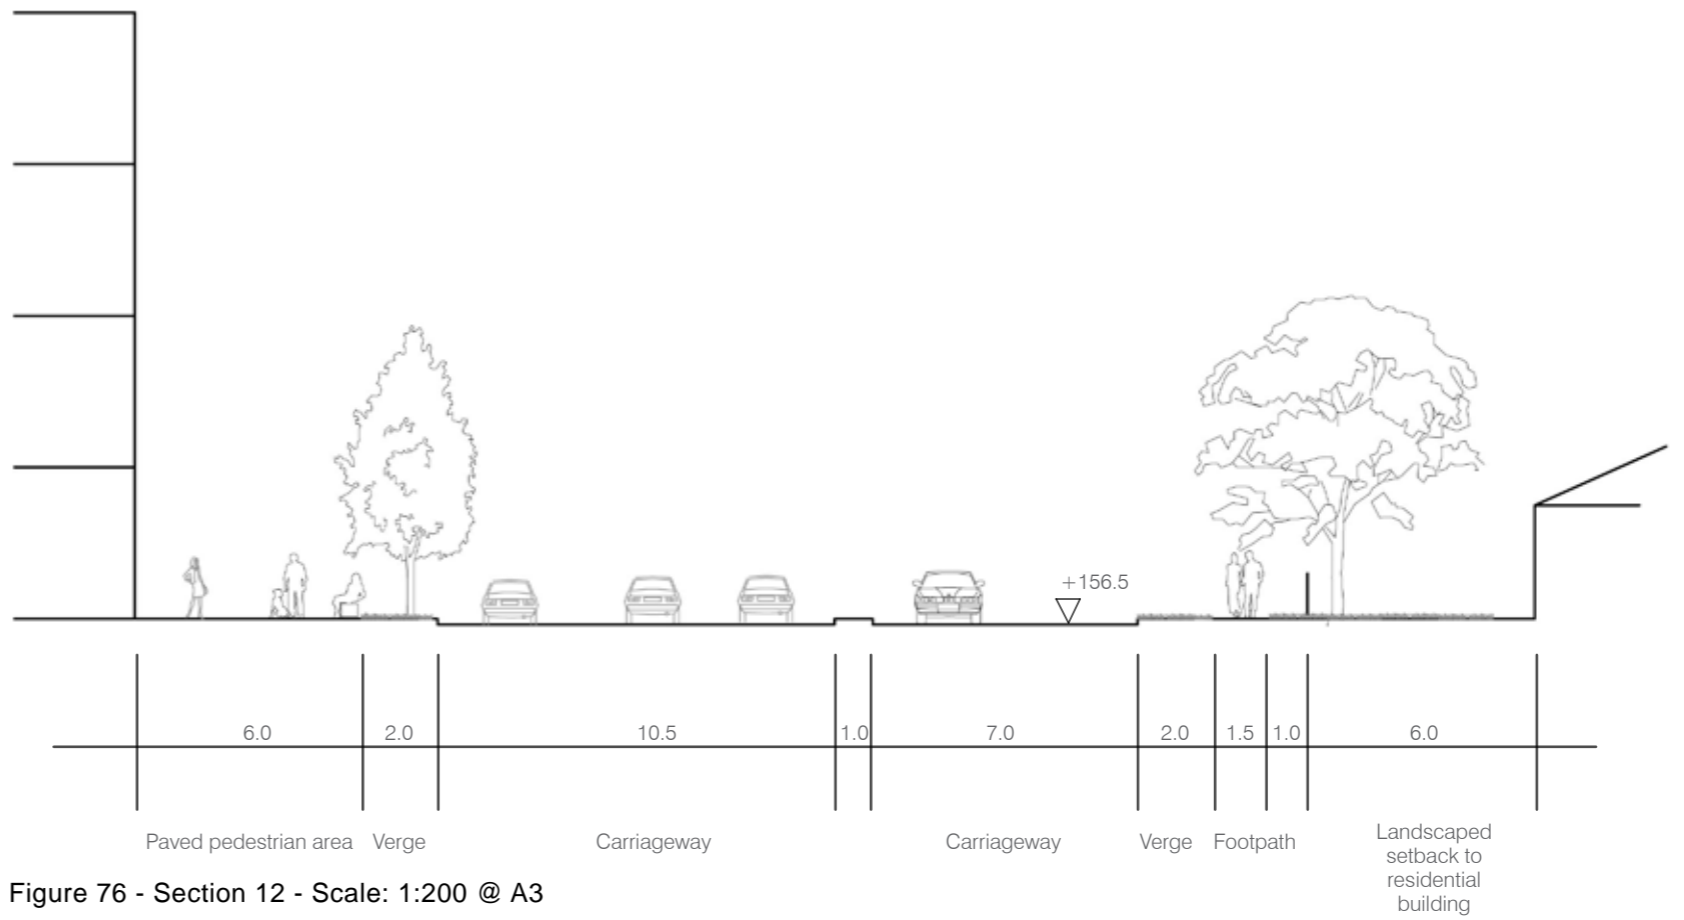 +156.5
6.0 2.0 10.5 1.0 7.0 2.0 1.5 1.0 6.0
Paved pedestrian area Verge Carriageway Carriageway Verge Footpath Landscaped
setback to
residential
building
Figure 76 - Section 12 - Scale: 1:200 @ A3